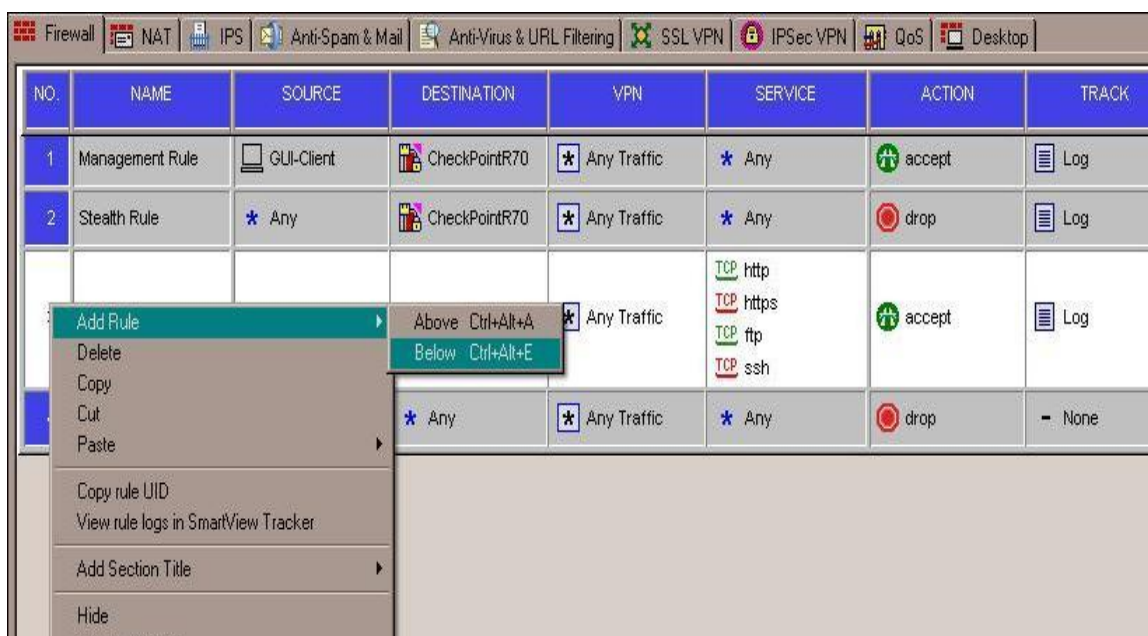 Firewall NAT IPS Anti-Spam & Mail Anti-Virus & URL Filtering SSL VPN IPSec VPN QoS Desktop
NO. NAME SOURCE DESTINATION VPN SERVICE ACTION TRACK
1 Management Rule GUI-Client CheckPointR70 * Any Traffic * Any accept Log
2 Stealth Rule * Any CheckPointR70 * Any Traffic * Any drop Log
TCP http
TCP https
* Any Traffic accept Log
TCP ftp
TCP ssh
* Any * Any Traffic * Any drop - None
Add Rule
Above Ctrl+Alt+A
Below Ctrl+Alt+E
Delete
Copy
Cut
Paste
Copy rule UID
View rule logs in SmartView Tracker
Add Section Title
Hide